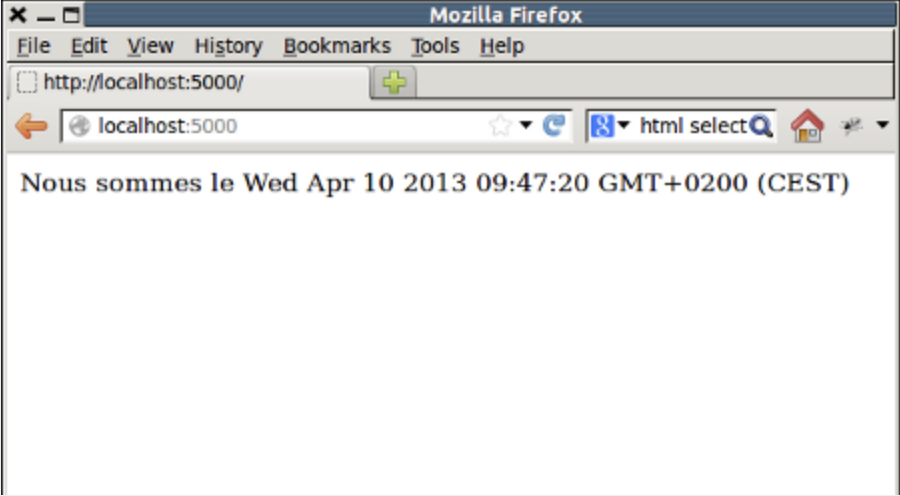 Mozilla Firefox
File Edit View History Bookmarks Tools Help
http://localhost:5000/
localhost:5000 8 html select
Nous sommes le Wed Apr 10 2013 09:47:20 GMT+0200 (CEST)